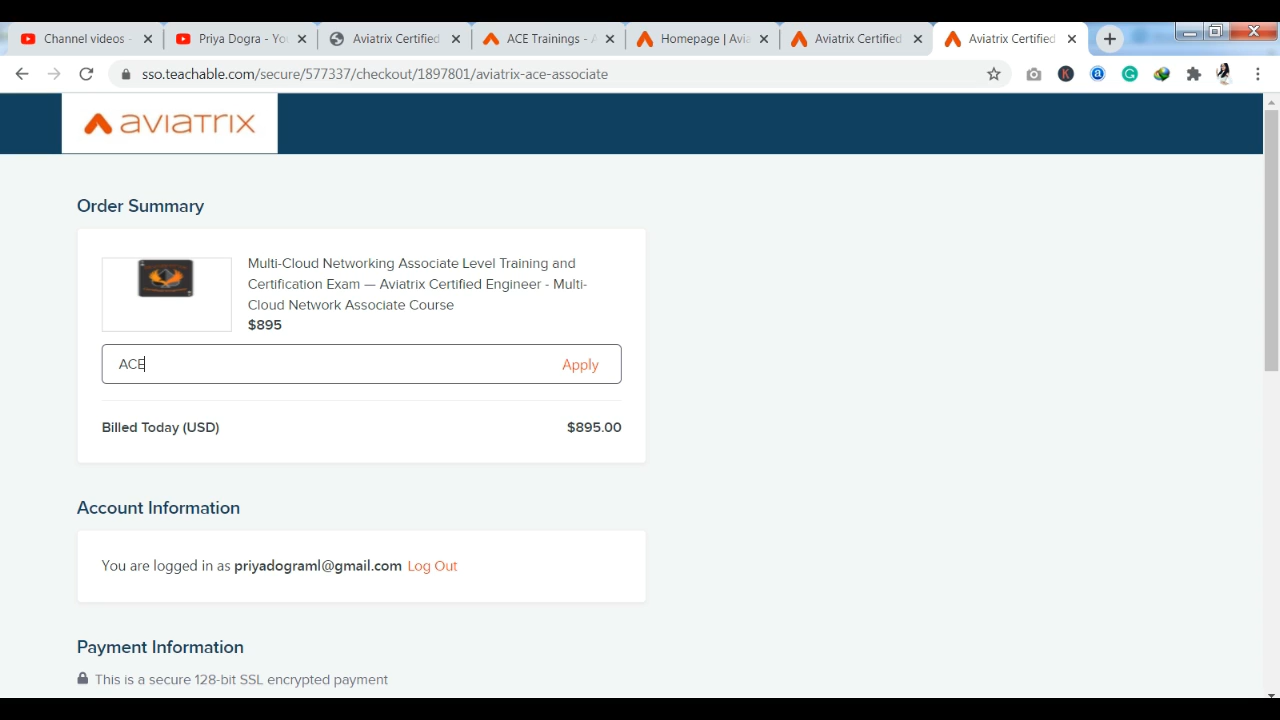 Channel videos -
Priya Dogra - Yo
Aviatrix Certified
Trainings - A
Homepage | Avia
Aviatrix Certified
Aviatrix Certified
sso.teachable.com/secure/577337/checkout/1897801/aviatrix-ace-associate
aviatrix
Order Summary
Multi-Cloud Networking Associate Level Training and
Certification Exam — Aviatrix Certified Engineer - Multi-
Cloud Network Associate Course
$895
ACE
Apply
Billed Today (USD) $895.00
Account Information
You are logged in as priyadograml@gmail.com Log Out
Payment Information
This is a secure 128-bit SSL encrypted payment